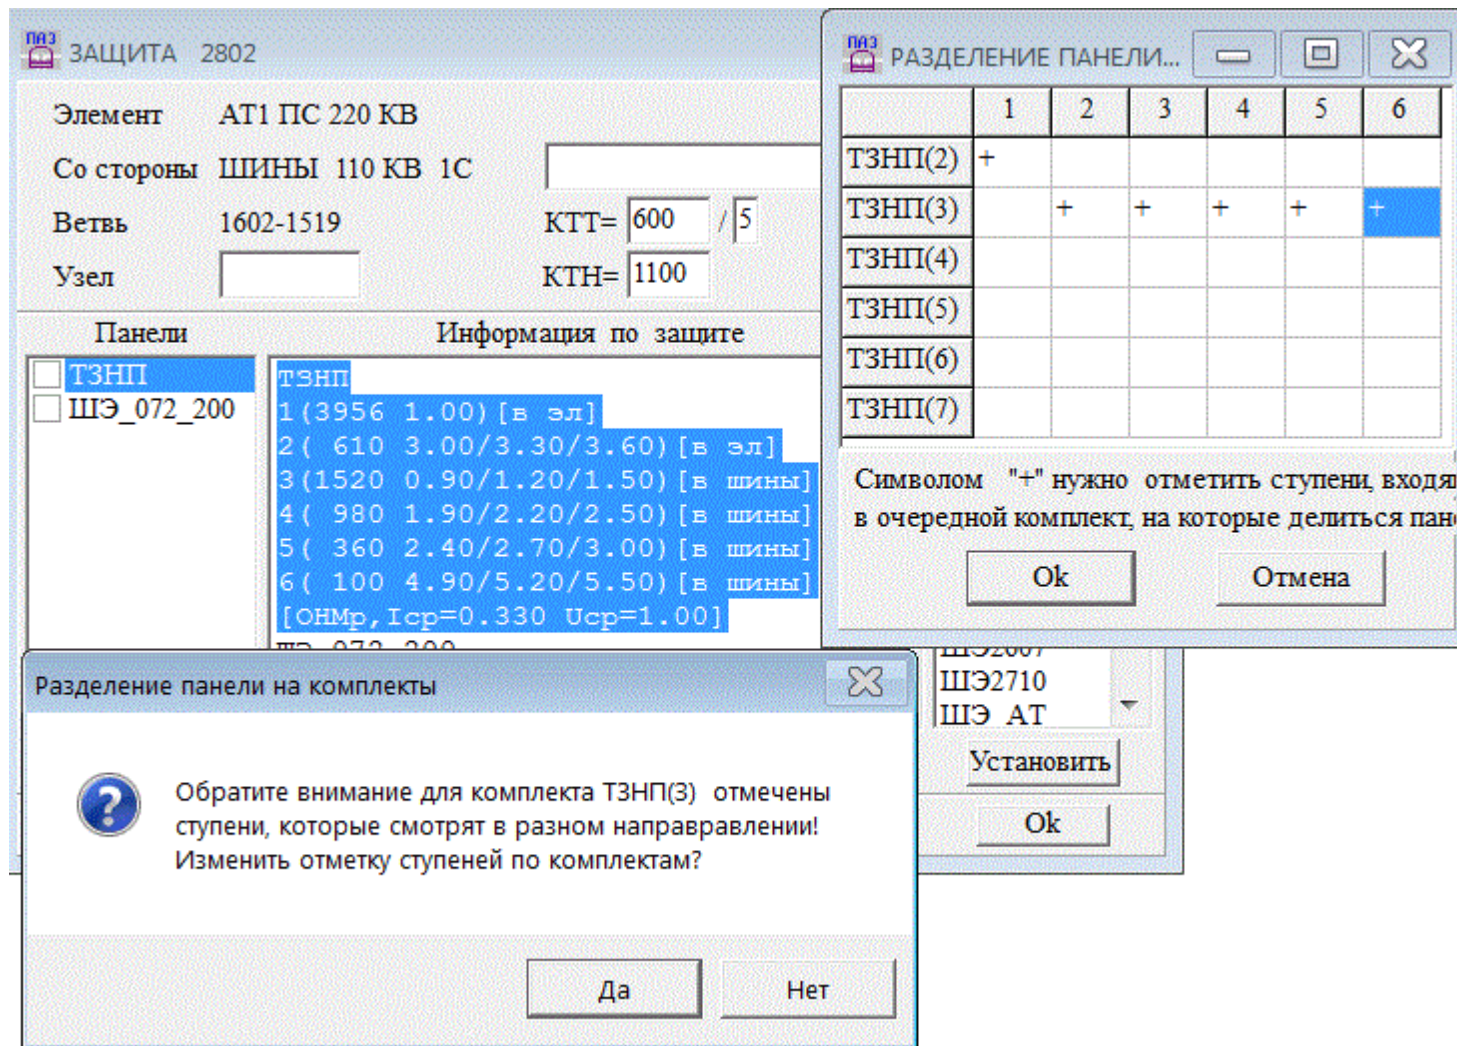 ПАЗ ЗАЩИТА 2802
Элемент АТ1 ПС 220 КВ
Со стороны ШИНЫ 110 КВ 1С
Ветвь 1602-1519 КТТ= 600 / 5
Узел КТН= 1100
Панели Информация по защите
ТЗНП
ШЭ_072_200
ТЗНП
1(3956 1.00)[в эл]
2( 610 3.00/3.30/3.60)[в эл]
3(1520 0.90/1.20/1.50)[в шины]
4( 980 1.90/2.20/2.50)[в шины]
5( 360 2.40/2.70/3.00)[в шины]
6( 100 4.90/5.20/5.50)[в шины]
[ОНМр,Iср=0.330 Uср=1.00]
ШЭ_072_200
ПАЗ РАЗДЕЛЕНИЕ ПАНЕЛИ...
1 2 3 4 5 6
ТЗНП(2) +
ТЗНП(3) + + + + +
ТЗНП(4)
ТЗНП(5)
ТЗНП(6)
ТЗНП(7)
Символом "+" нужно отметить ступени, входя
в очередной комплект, на которые делиться пан
Ok Отмена
ШЭ2607
ШЭ2710
ШЭ_АТ
Установить
Ok
Разделение панели на комплекты
Обратите внимание для комплекта ТЗНП(3) отмечены
ступени, которые смотрят в разном направравлении!
Изменить отметку ступеней по комплектам?
Да Нет